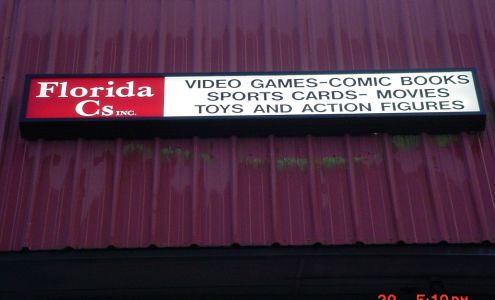 Florida
Cs INC.
VIDEO GAMES-COMIC BOOKS
SPORTS CARDS- MOVIES
TOYS AND ACTION FIGURES